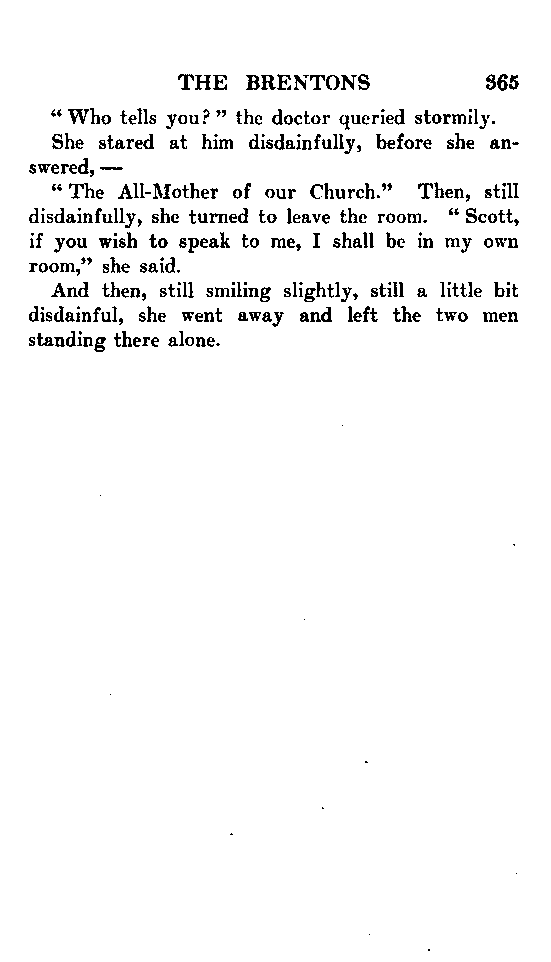 THE BRENTONS 365
“ Who tells you? ” the doctor queried stormily.
She stared at him disdainfully, before she an-
swered, —
“ The All-Mother of our Church.” Then, still
disdainfully, she turned to leave the room. “ Scott,
if you wish to speak to me, I shall be in my own
room,” she said.
And then, still smiling slightly, still a little bit
disdainful, she went away and left the two men
standing there alone.